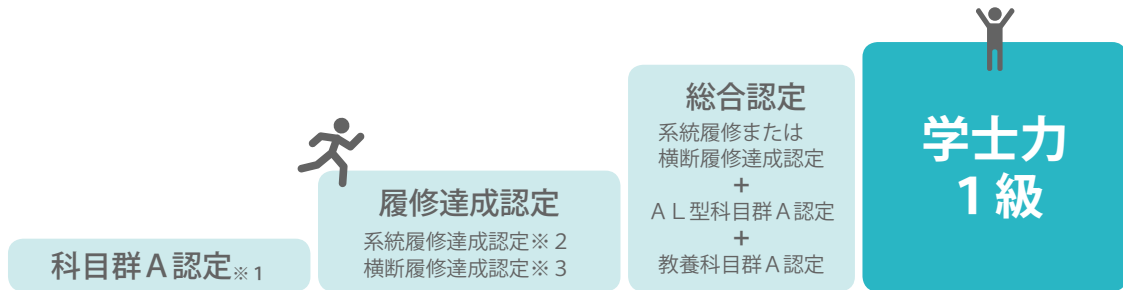 科目群A認定※1
履修達成認定
系統履修達成認定※2
横断履修達成認定※3
総合認定
系統履修または
横断履修達成認定
+
AL型科目群A認定
+
教養科目群A認定
学士力
1級